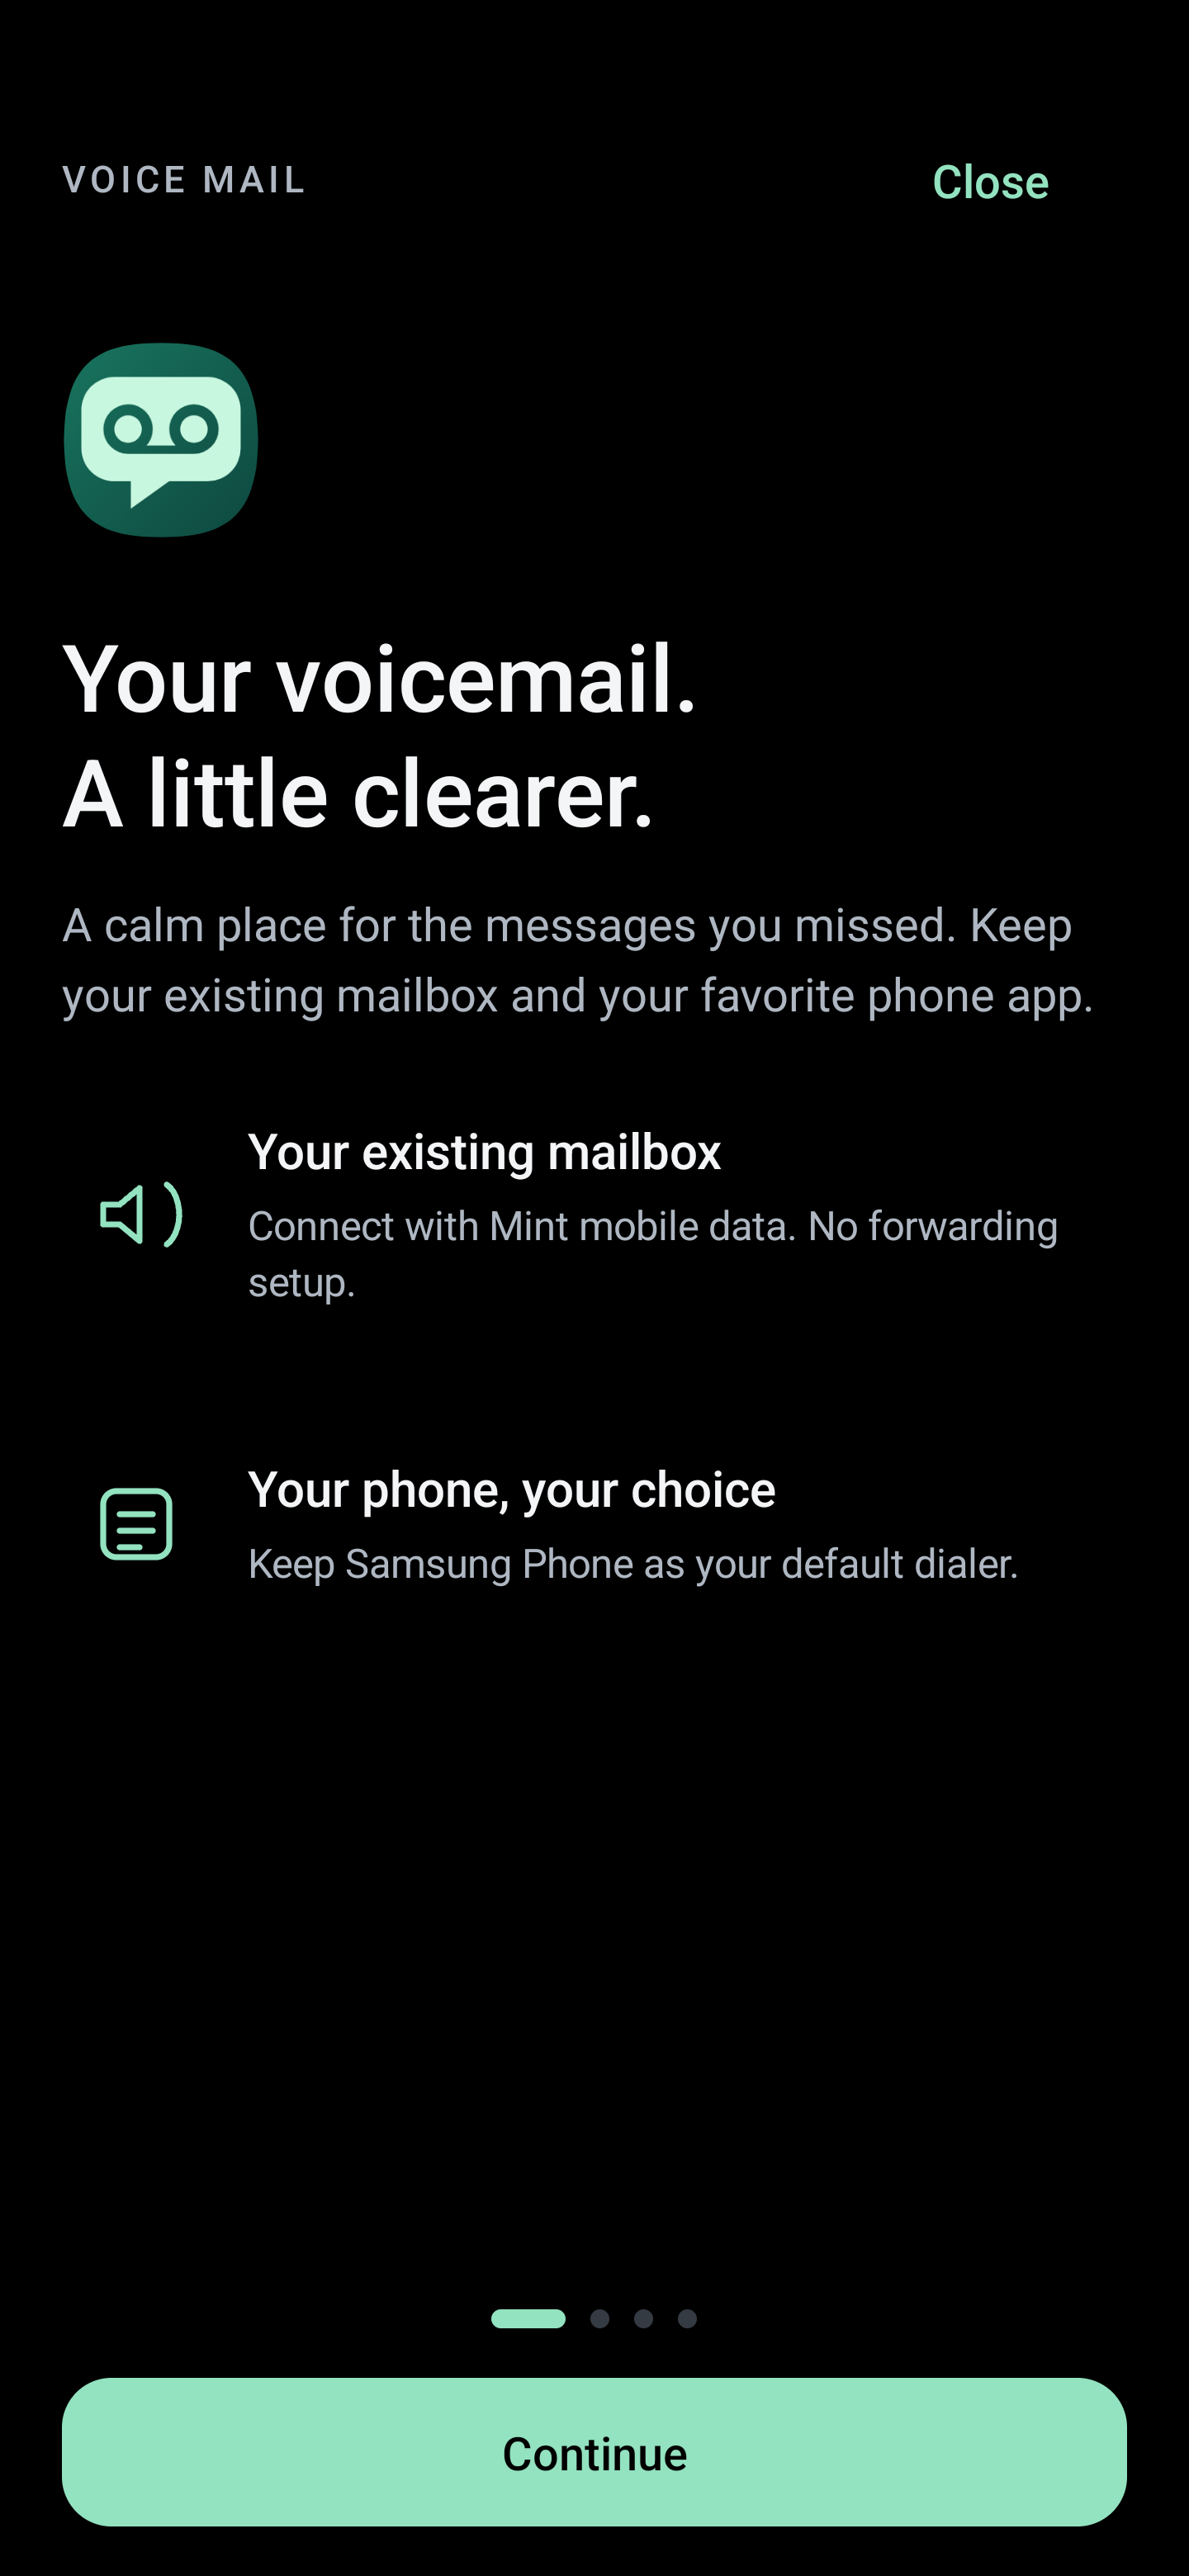 VOICE MAIL
Close
Your voicemail.
A little clearer.
A calm place for the messages you missed. Keep
your existing mailbox and your favorite phone app.
Your existing mailbox
Connect with Mint mobile data. No forwarding
setup.
Your phone, your choice
Keep Samsung Phone as your default dialer.
Continue